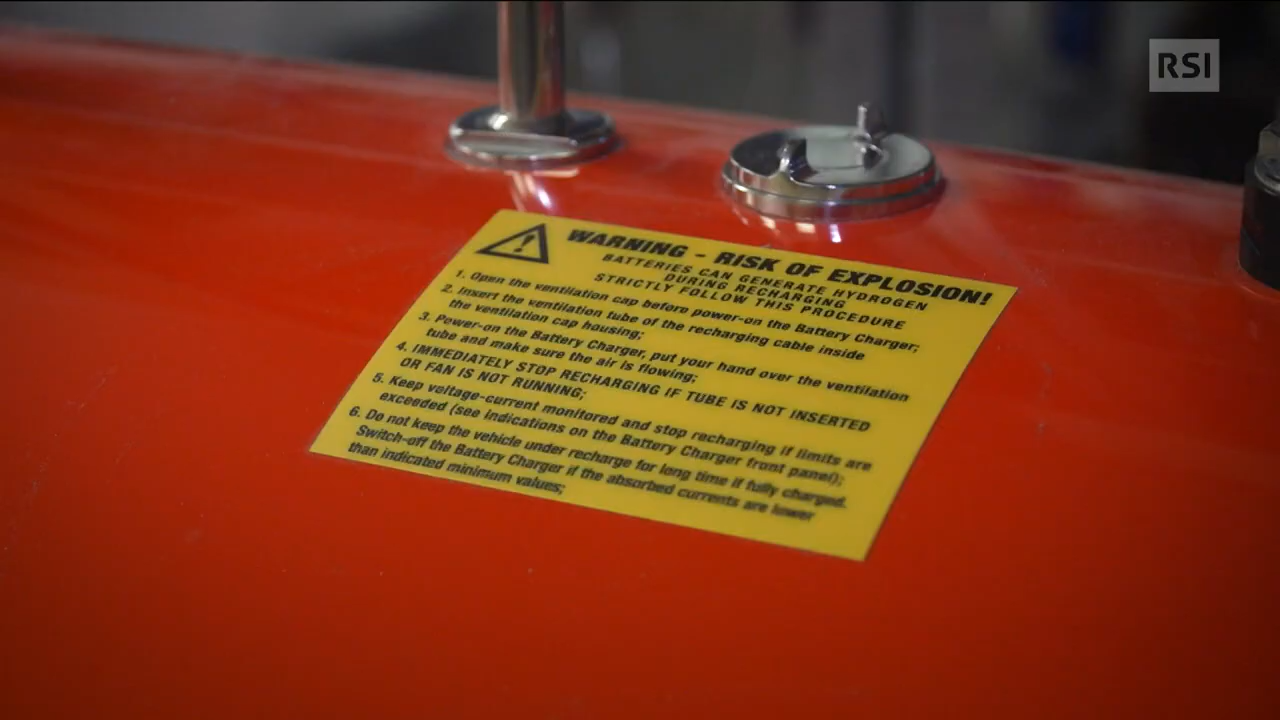 RSI
WARNING - RISK OF EXPLOSION!
BATTERIES CAN GENERATE HYDROGEN
DURING RECHARGING
STRICTLY FOLLOW THIS PROCEDURE
1. Open the ventilation cap before power-on the Battery Charger;
2. Insert the ventilation tube of the recharging cable inside
the ventilation cap housing;
3. Power-on the Battery Charger, put your hand over the ventilation
tube and make sure the air is flowing;
4. IMMEDIATELY STOP RECHARGING IF TUBE IS NOT INSERTED
OR FAN IS NOT RUNNING;
5. Keep voltage-current monitored and stop recharging if limits are
exceeded (see indications on the Battery Charger front panel);
6. Do not keep the vehicle under recharge for long time if fully charged.
Switch-off the Battery Charger if the absorbed currents are lower
than indicated minimum values;